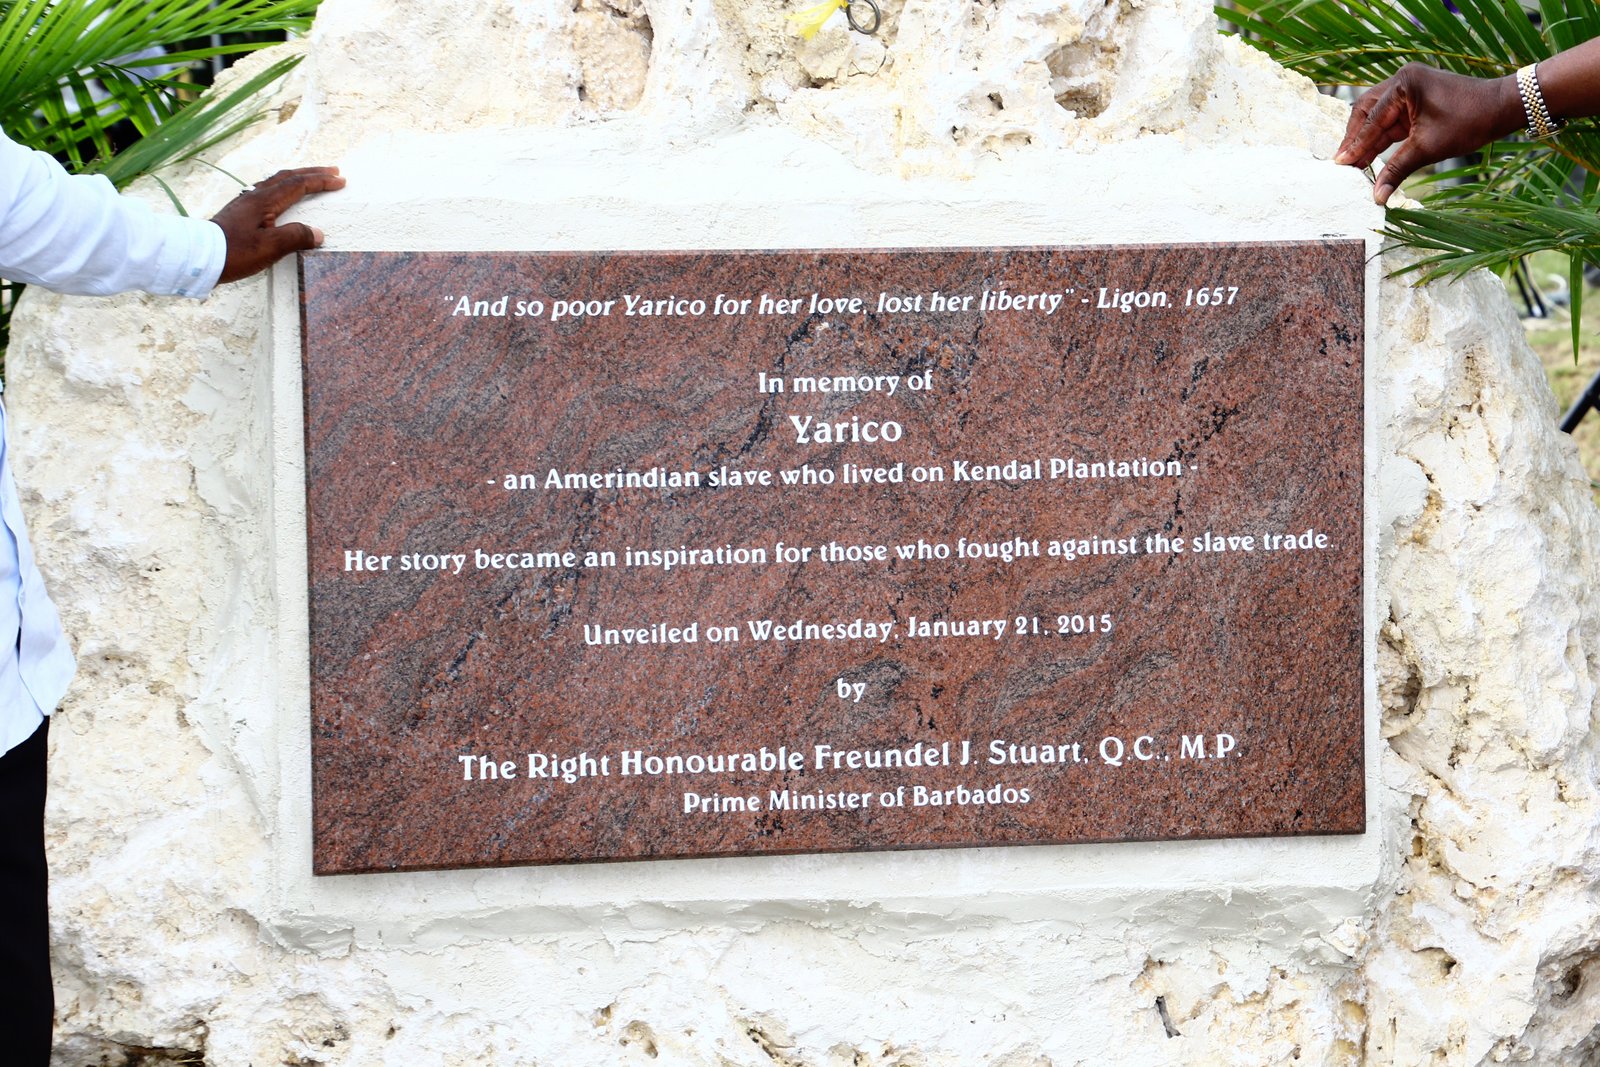 "And so poor Yarico for her love, lost her liberty" - Ligon, 1657
In memory of
Yarico
- an Amerindian slave who lived on Kendal Plantation -
Her story became an inspiration for those who fought against the slave trade.
Unveiled on Wednesday, January 21, 2015
by
The Right Honourable Freundel J. Stuart, Q.C., M.P.
Prime Minister of Barbados